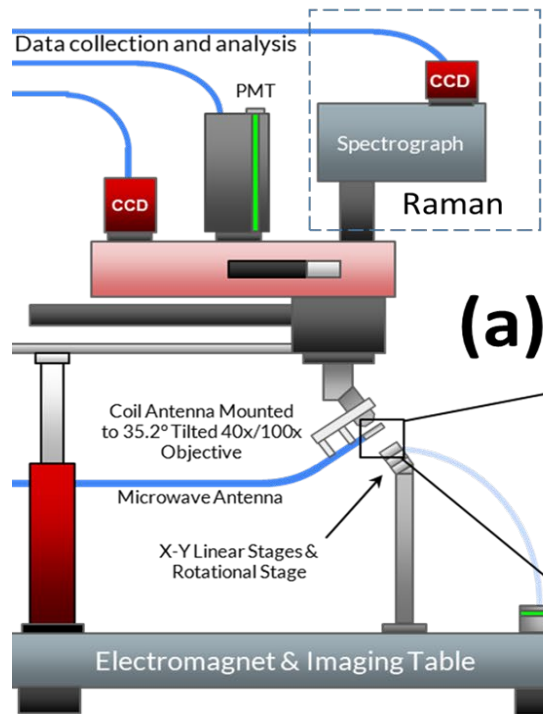 Data collection and analysis
CCD
PMT
Spectrograph
CCD
Raman
(a)
Coil Antenna Mounted
to 35.2° Tilted 40x/100x
Objective
Microwave Antenna
X-Y Linear Stages &
Rotational Stage
Electromagnet & Imaging Table